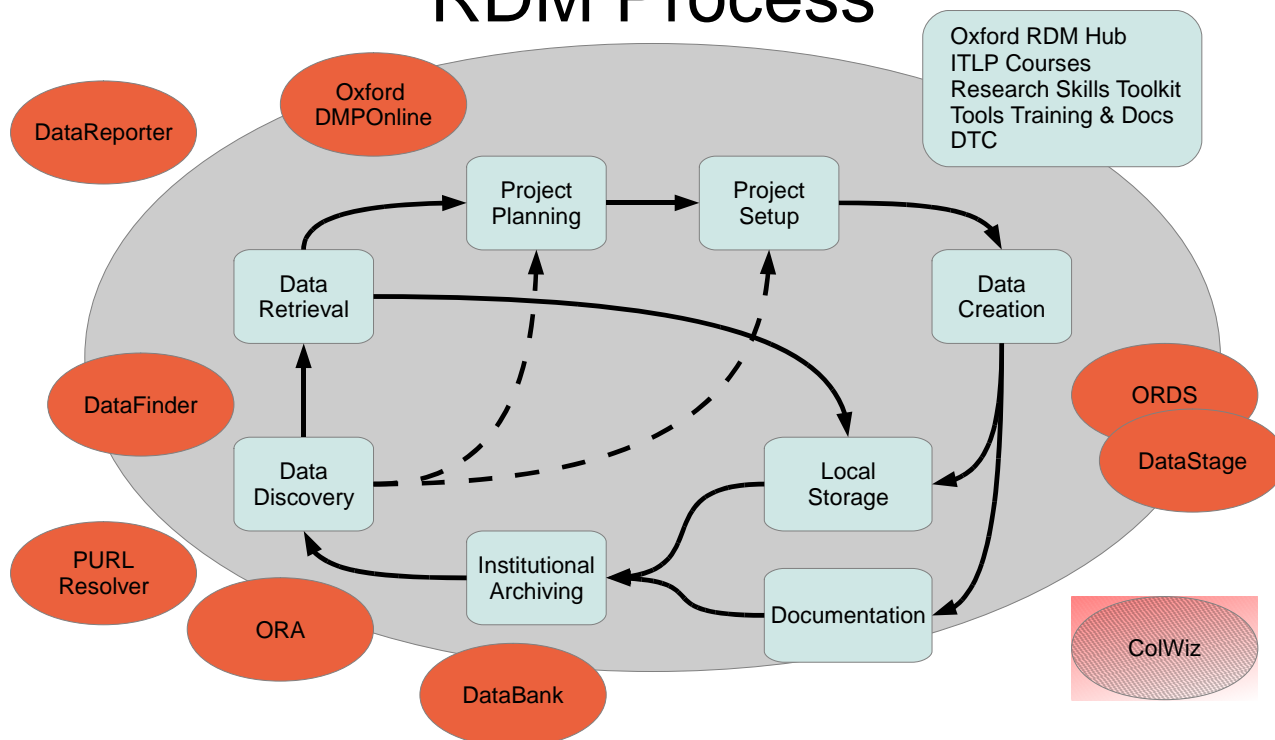 RDM Process
Oxford RDM Hub
ITLP Courses
Research Skills Toolkit
Tools Training & Docs
DTC
Oxford
DMPOnline
DataReporter
Project
Planning
Project
Setup
Data
Retrieval
Data
Creation
DataFinder
ORDS
DataStage
Data
Discovery
Local
Storage
PURL
Resolver
Institutional
Archiving
Documentation
ORA
ColWiz
DataBank